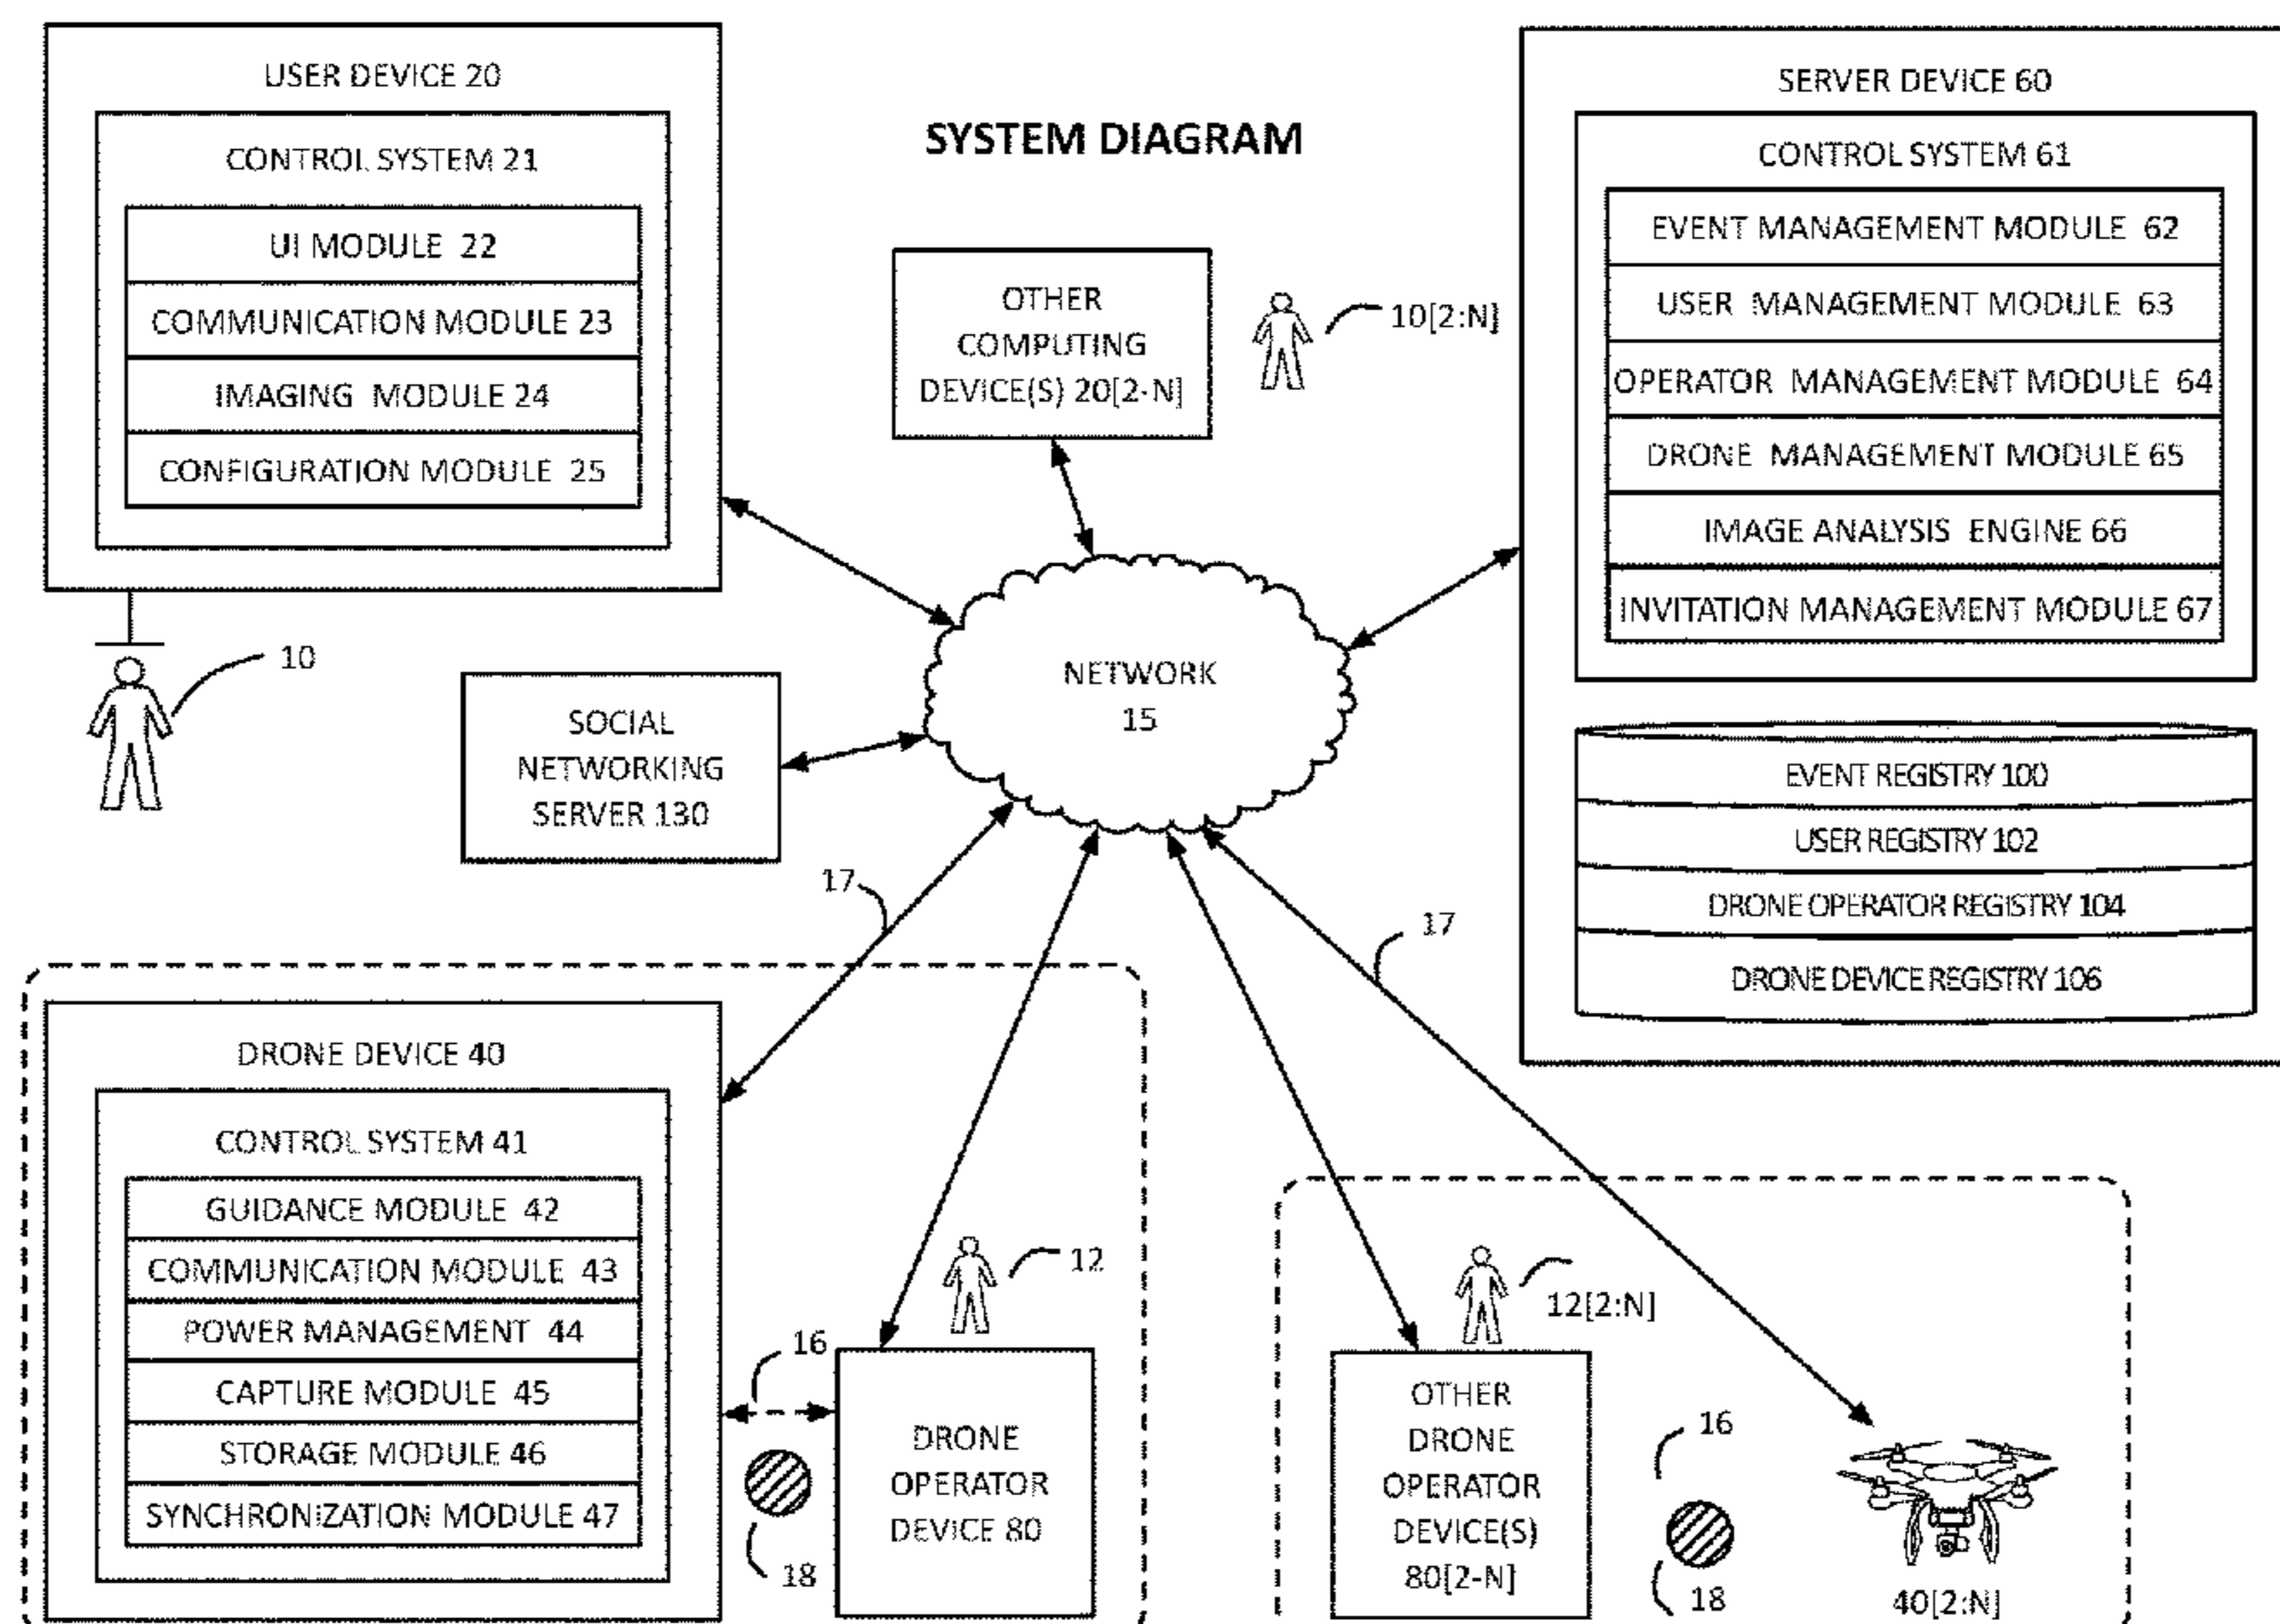 SYSTEM DIAGRAM
USER DEVICE 20
CONTROL SYSTEM 21
UI MODULE 22
COMMUNICATION MODULE 23
IMAGING MODULE 24
CONFIGURATION MODULE 25
10
OTHER
COMPUTING
DEVICE(S) 20[2-N]
10[2:N]
SERVER DEVICE 60
CONTROL SYSTEM 61
EVENT MANAGEMENT MODULE 62
USER MANAGEMENT MODULE 63
OPERATOR MANAGEMENT MODULE 64
DRONE MANAGEMENT MODULE 65
IMAGE ANALYSIS ENGINE 66
INVITATION MANAGEMENT MODULE 67
EVENT REGISTRY 100
USER REGISTRY 102
DRONE OPERATOR REGISTRY 104
DRONE DEVICE REGISTRY 106
NETWORK
15
SOCIAL
NETWORKING
SERVER 130
17
17
DRONE DEVICE 40
CONTROL SYSTEM 41
GUIDANCE MODULE 42
COMMUNICATION MODULE 43
POWER MANAGEMENT 44
CAPTURE MODULE 45
STORAGE MODULE 46
SYNCHRONIZATION MODULE 47
16
18
12
DRONE
OPERATOR
DEVICE 80
12[2:N]
OTHER
DRONE
OPERATOR
DEVICE(S)
80[2-N]
16
18
40[2:N]